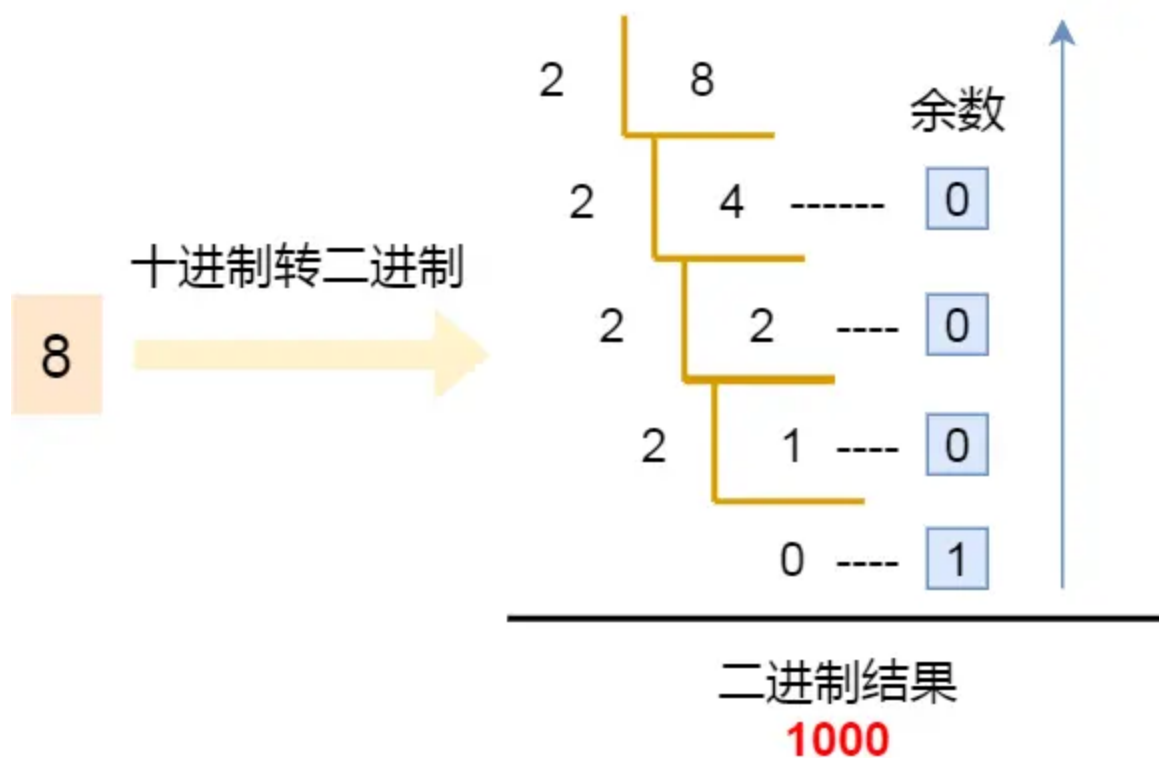 2 8
余数
2 4 ------ 0
十进制转二进制
2 2 ---- 0
8
2 1 ---- 0
0 ---- 1
二进制结果
1000